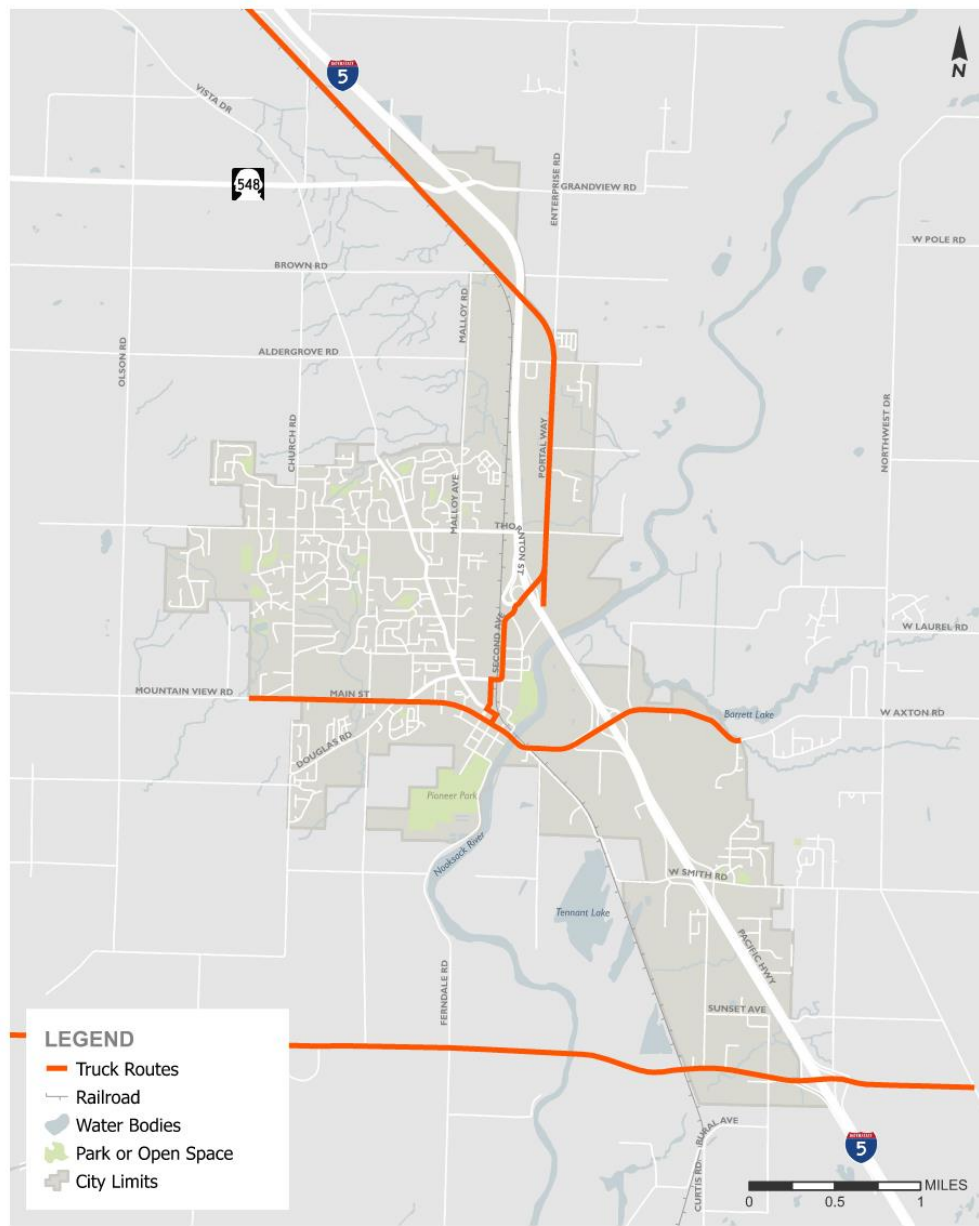 INTERSTATE
5
N
VISTA DR
548
ENTERPRISE RD
GRANDVIEW RD
W POLE RD
BROWN RD
MALLOY RD
OLSON RD
ALDERGROVE RD
CHURCH RD
PORTAL WAY
NORTHWEST DR
MALLOY AVE
THORNTON ST
SECOND AVE
W LAUREL RD
MOUNTAIN VIEW RD
MAIN ST
Barrett Lake
W AXTON RD
DOUGLAS RD
Pioneer Park
Nooksack River
W SMITH RD
Tennant Lake
PACIFIC HWY
FERNDALE RD
SUNSET AVE
LEGEND
Truck Routes
Railroad
Water Bodies
Park or Open Space
City Limits
RURAL AVE
CURTIS RD
INTERSTATE
5
MILES
0 0.5 1